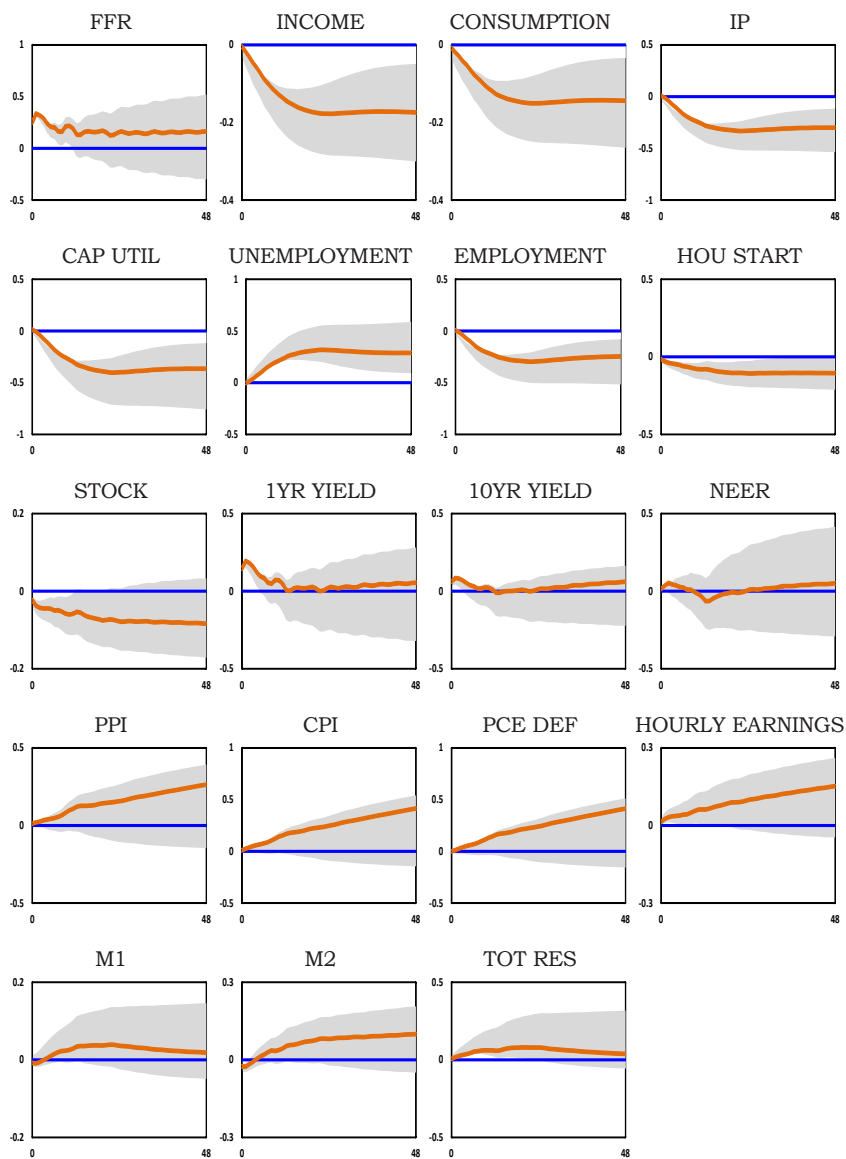 FFR INCOME CONSUMPTION IP
1 0 0 0.5
0.5 -0.2 -0.2 0
0 -0.5
-0.5 -0.4 -0.4 -1
0 48 0 48 0 48 0 48
CAP UTIL UNEMPLOYMENT EMPLOYMENT HOU START
0.5 1 0.5 0.5
0 0.5 0 0
-0.5 0 -0.5
-1 -0.5 -1 -0.5
0 48 0 48 0 48 0 48
STOCK 1YR YIELD 10YR YIELD NEER
0.2 0.5 0.5 0.5
0 0 0 0
-0.2 -0.5 -0.5 -0.5
0 48 0 48 0 48 0 48
PPI CPI PCE DEF HOURLY EARNINGS
0.5 1 1 0.3
0.5 0.5
0 0 0 0
-0.5 -0.5 -0.5 -0.3
0 48 0 48 0 48 0 48
M1 M2 TOT RES
0.2 0.3 0.5
0 0 0
-0.2 -0.3 -0.5
0 48 0 48 0 48